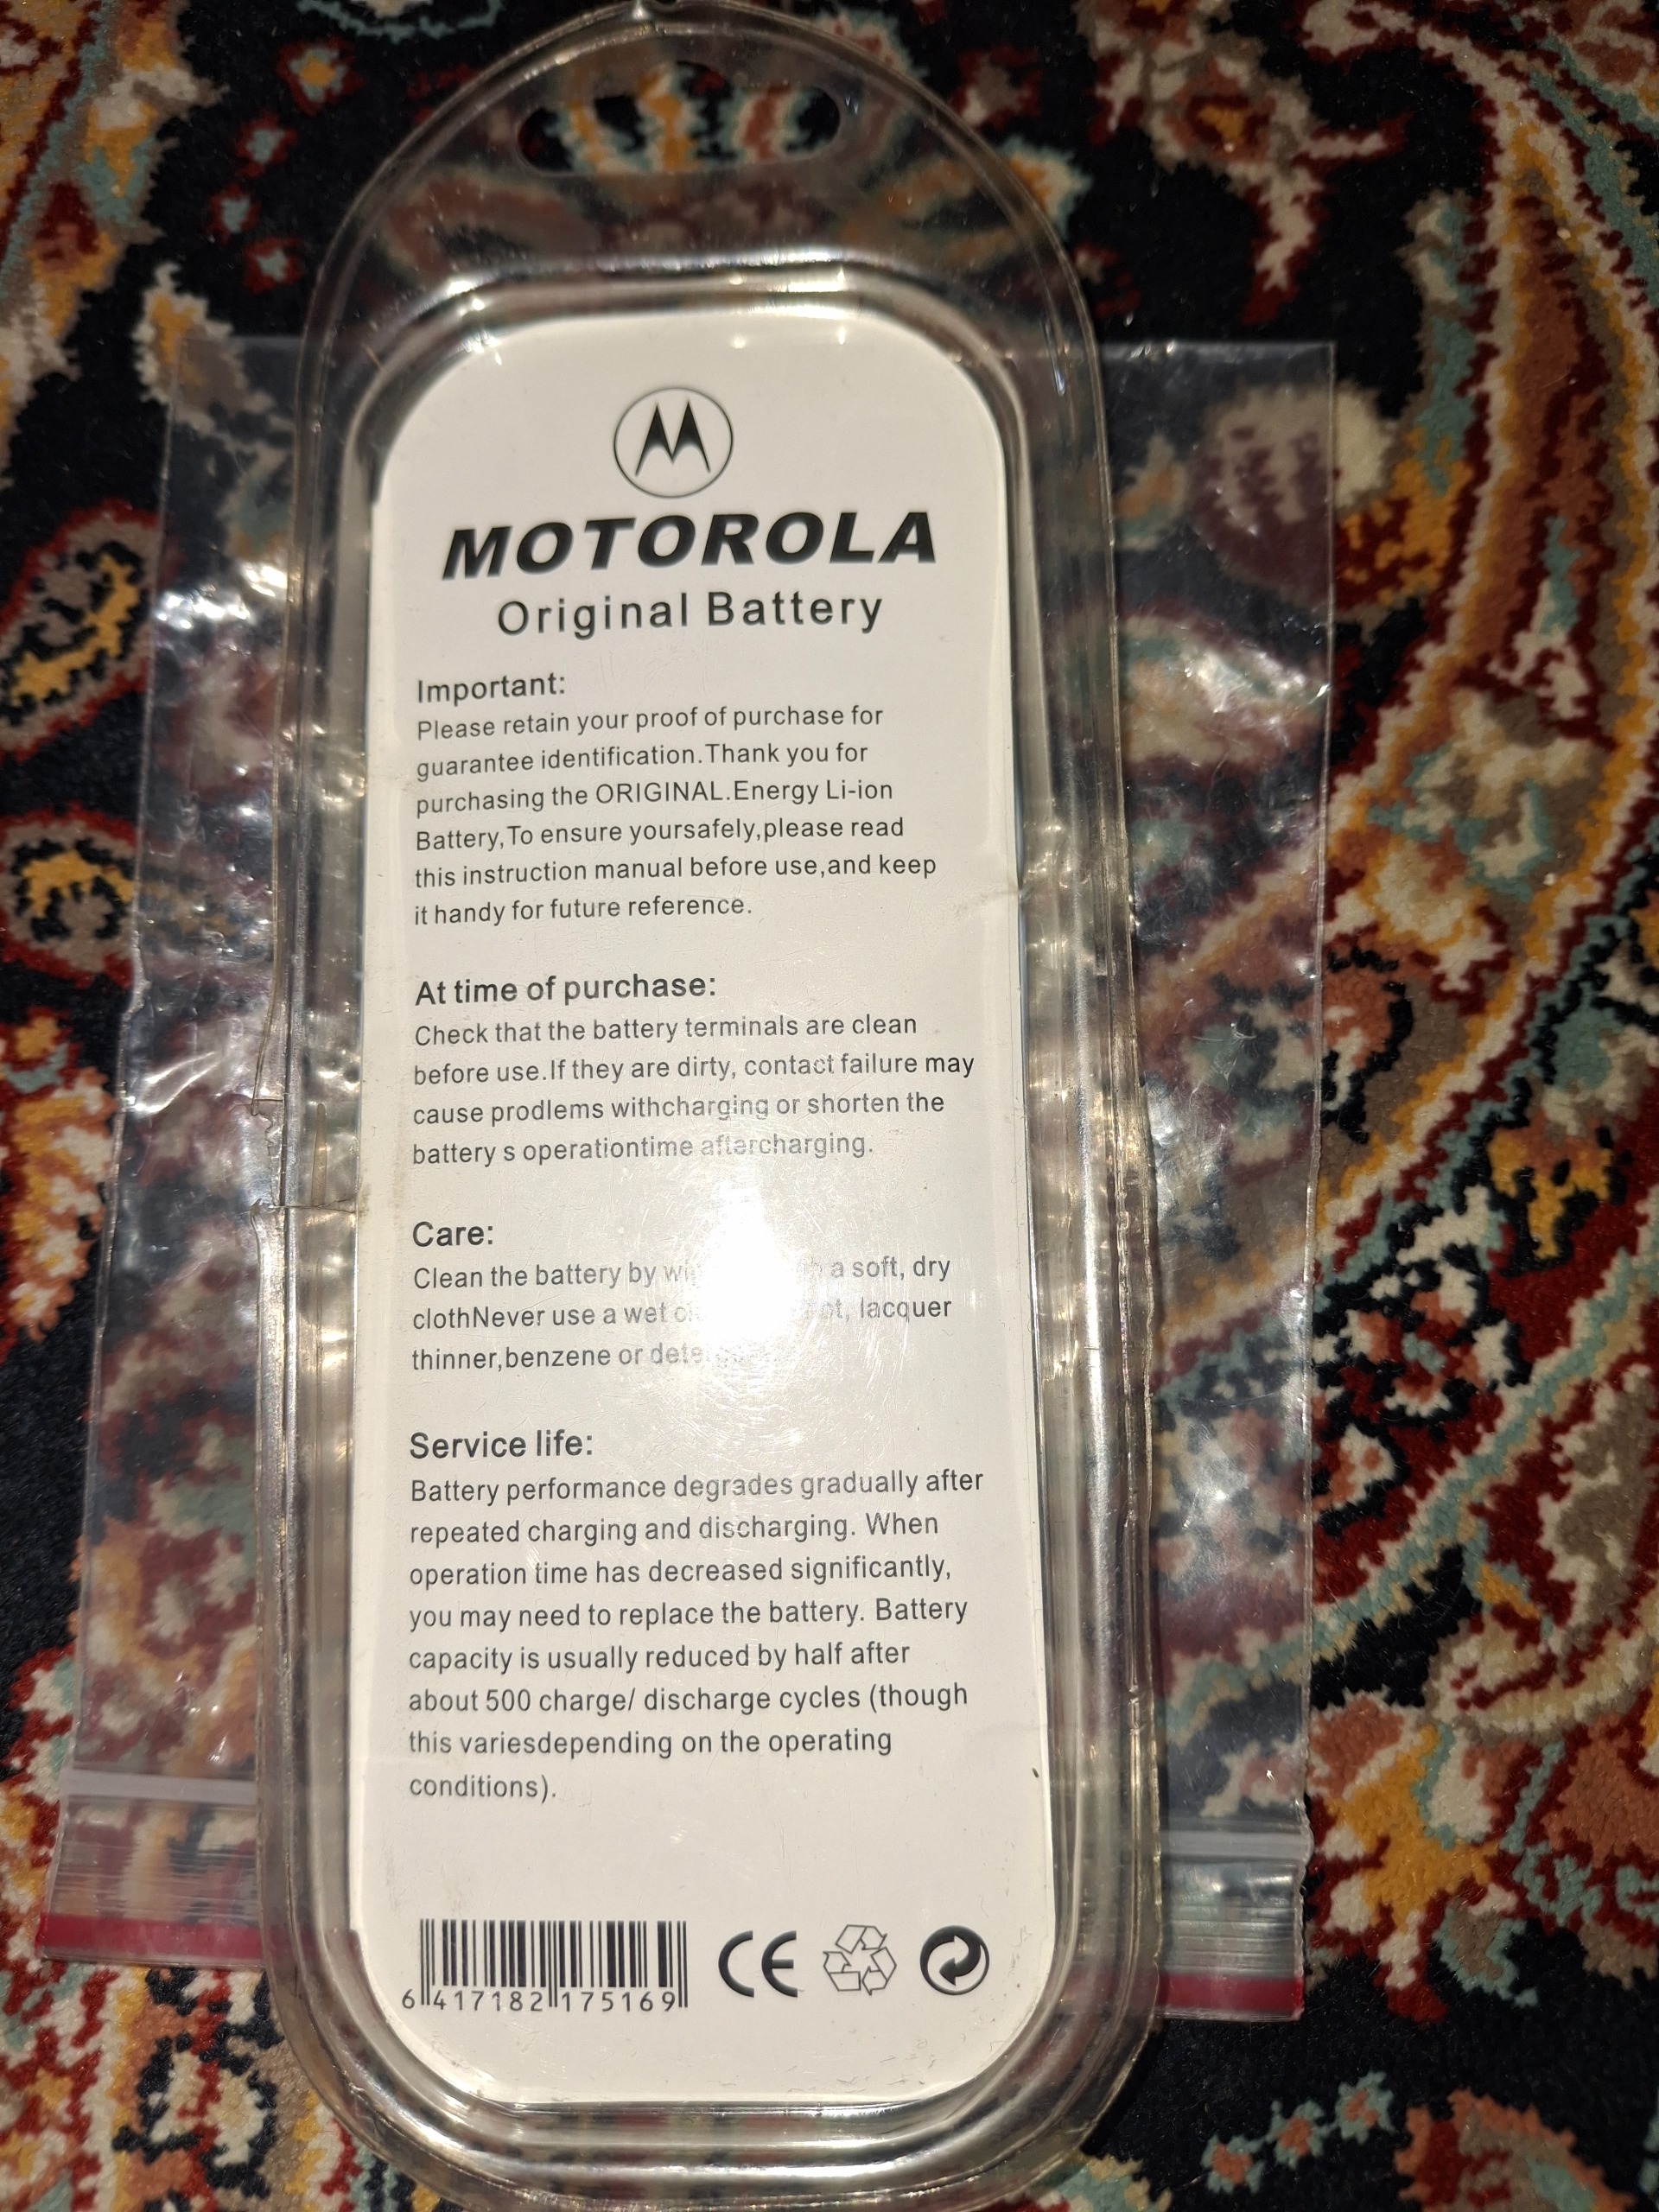 MOTOROLA
Original Battery
Important:
Please retain your proof of purchase for
guarantee identification.Thank you for
purchasing the ORIGINAL.Energy Li-ion
Battery,To ensure yoursafely,please read
this instruction manual before use,and keep
it handy for future reference.
At time of purchase:
Check that the battery terminals are clean
before use.If they are dirty, contact failure may
cause prodlems withcharging or shorten the
battery s operationtime aftercharging.
Care:
Clean the battery by a soft, dry
clothNever use a wet lacquer
thinner,benzene or
Service life:
Battery performance degrades gradually after
repeated charging and discharging. When
operation time has decreased significantly,
you may need to replace the battery. Battery
capacity is usually reduced by half after
about 500 charge/ discharge cycles (though
this variesdepending on the operating
conditions).
6 417182 175169
CE